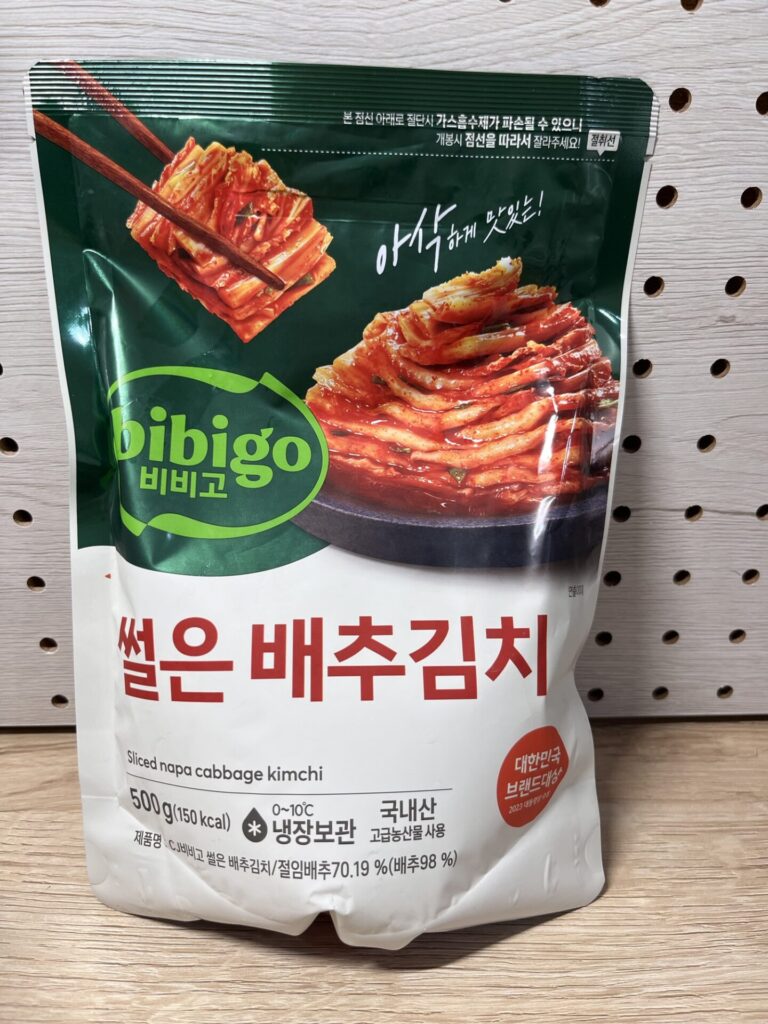 본 점선 아래로 절단시 가스흡수제가 파손될 수 있으니
개봉시 점선을 따라서 잘라주세요!
절취선
아삭하게 맛있는!
bibigo
비비고
썰은 배추김치
Sliced napa cabbage kimchi
500g(150 kcal)
0~10℃
냉장보관
국내산
고급농산물 사용
제품명 : CJ비비고 썰은 배추김치/절임배추70.19 %(배추98 %)
대한민국
브랜드대상
2023